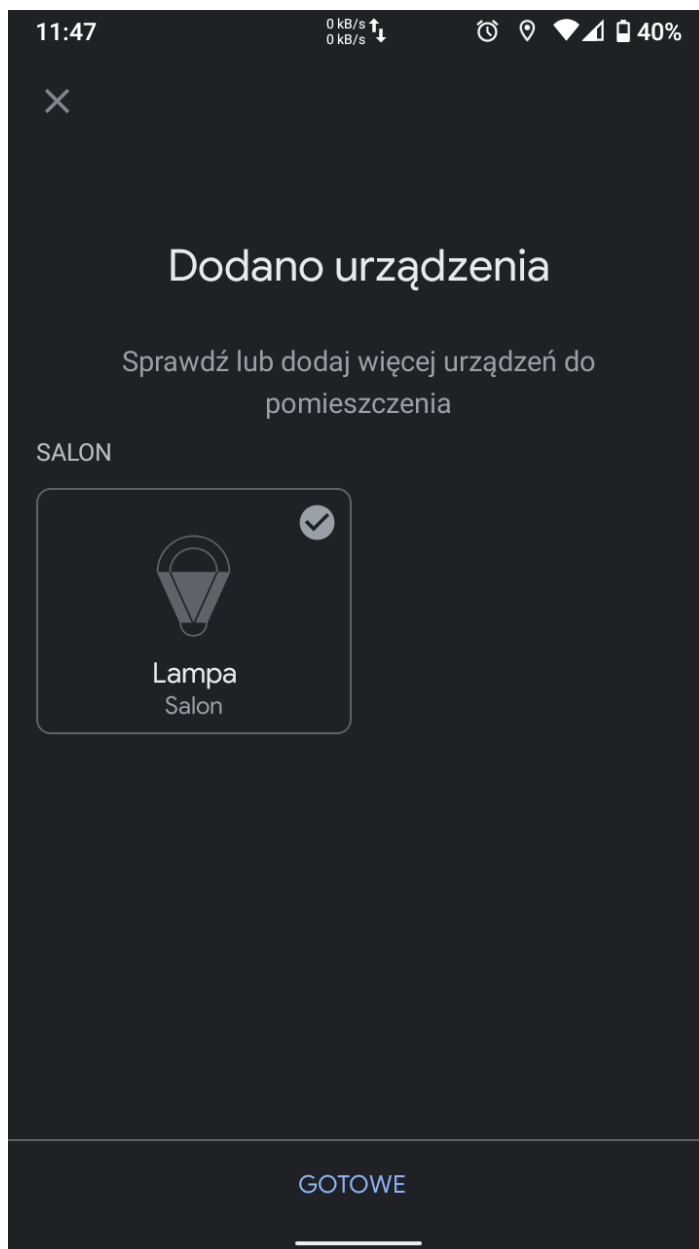 11:47
0 kB/s
0 kB/s
40%
Dodano urządzenia
Sprawdź lub dodaj więcej urządzeń do
pomieszczenia
SALON
Lampa
Salon
GOTOWE